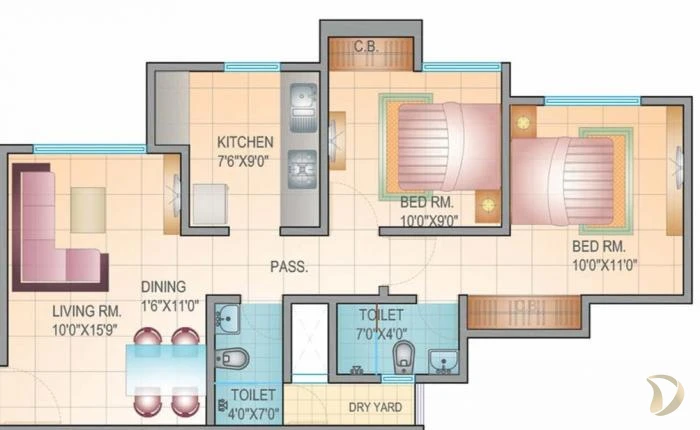 C.B.
KITCHEN
7'6"X9'0"
BED RM.
10'0"X9'0"
BED RM.
10'0"X11'0"
PASS.
DINING
1'6"X11'0"
LIVING RM.
10'0"X15'9"
C.B.
TOILET
7'0"X4'0"
TOILET
4'0"X7'0"
DRY YARD